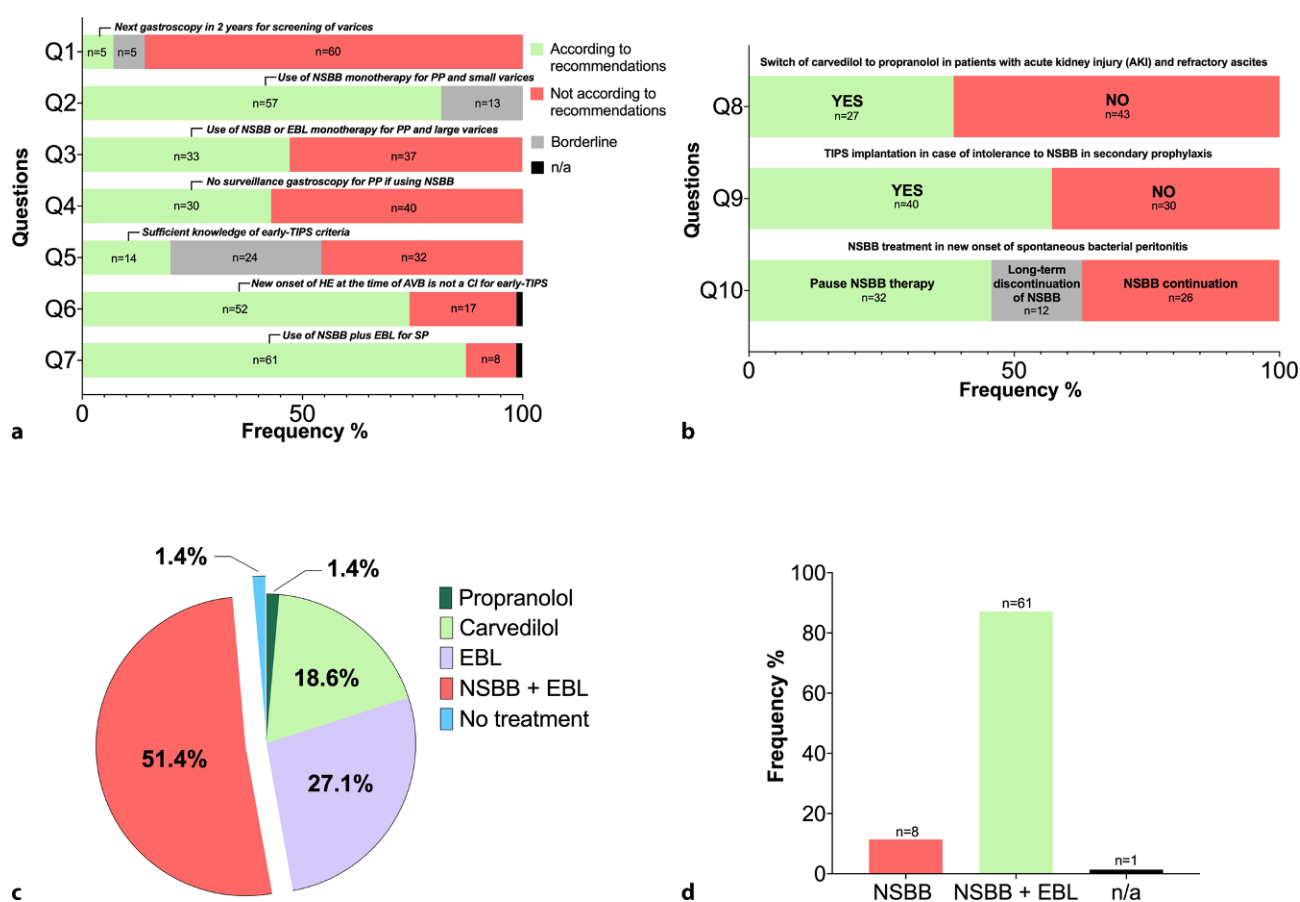 Next gastroscopy in 2 years for screening of varices
Q1
n=5
n=5
n=60
Use of NSBB monotherapy for PP and small varices
Q2
n=57
n=13
Use of NSBB or EBL monotherapy for PP and large varices
Q3
n=33
n=37
No surveillance gastroscopy for PP if using NSBB
Q4
n=30
n=40
Sufficient knowledge of early-TIPS criteria
Q5
n=14
n=24
n=32
New onset of HE at the time of AVB is not a CI for early-TIPS
Q6
n=52
n=17
Use of NSBB plus EBL for SP
Q7
n=61
n=8
Questions
0
50
100
Frequency %
According to
recommendations
Not according to
recommendations
Borderline
n/a
a
Switch of carvedilol to propranolol in patients with acute kidney injury (AKI) and refractory ascites
Q8
YES
n=27
NO
n=43
TIPS implantation in case of intolerance to NSBB in secondary prophylaxis
Q9
YES
n=40
NO
n=30
NSBB treatment in new onset of spontaneous bacterial peritonitis
Q10
Pause NSBB therapy
n=32
Long-term
discontinuation
of NSBB
n=12
NSBB continuation
n=26
Questions
0
50
100
Frequency %
b
1.4%
1.4%
18.6%
27.1%
51.4%
Propranolol
Carvedilol
EBL
NSBB + EBL
No treatment
c
Frequency %
100
80
60
40
20
0
n=8
n=61
n=1
NSBB
NSBB + EBL
n/a
d